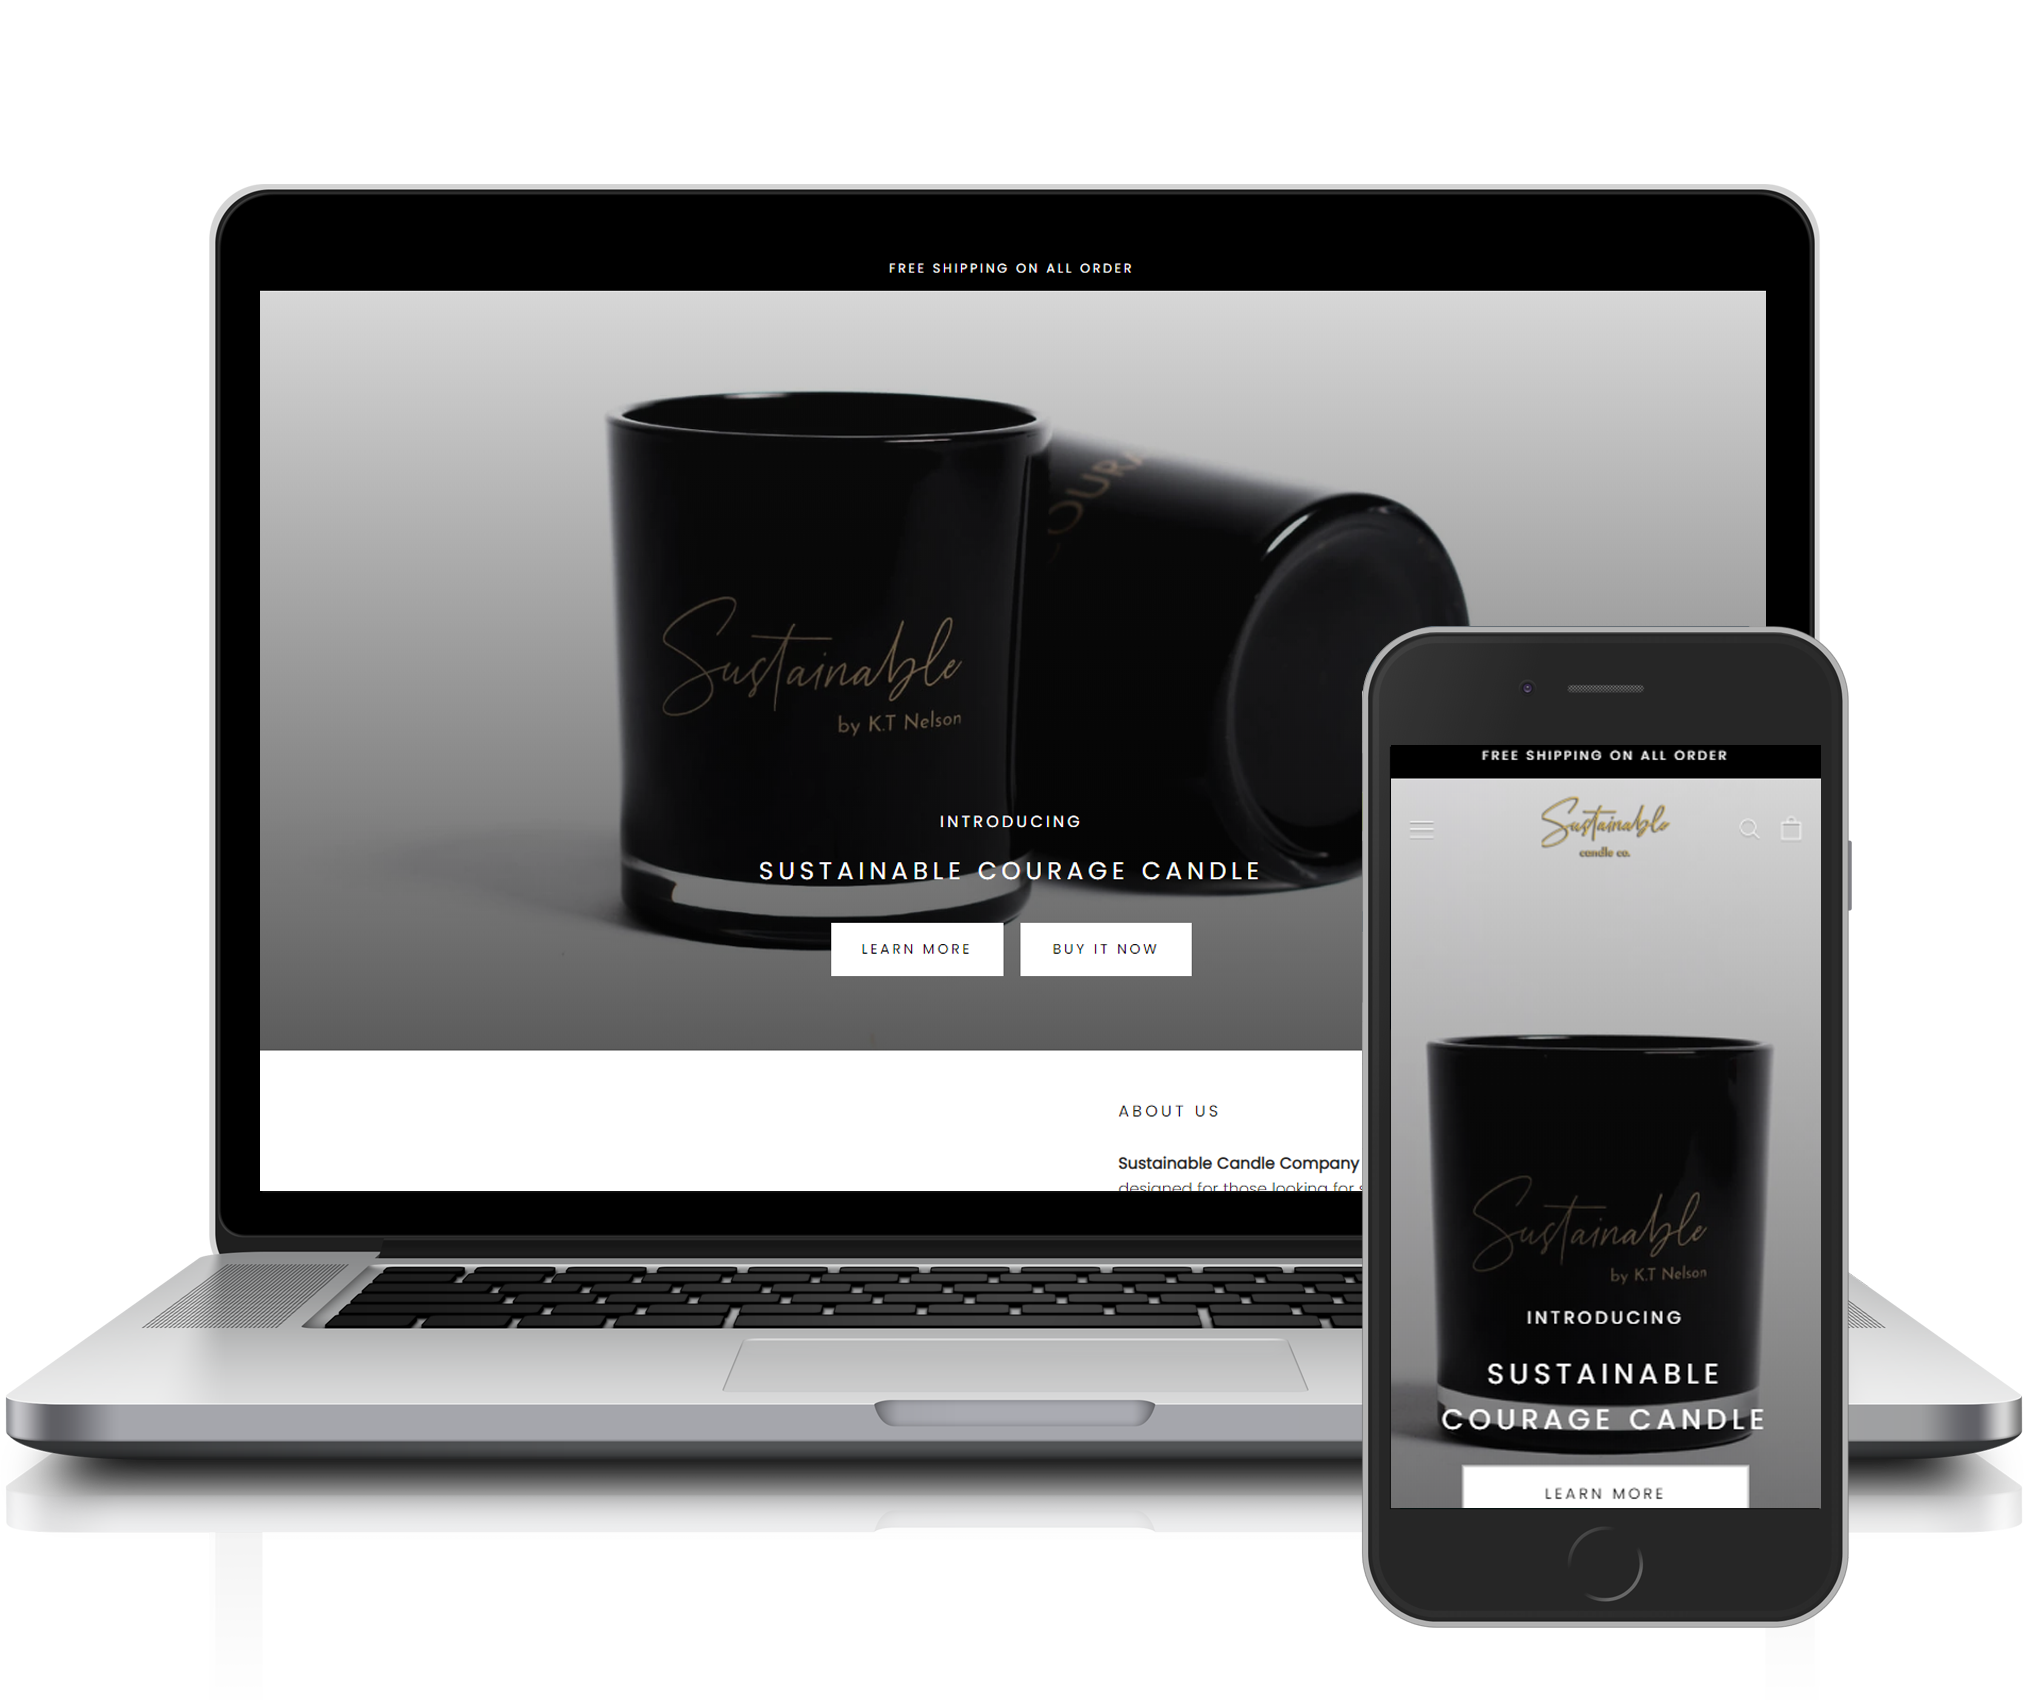 FREE SHIPPING ON ALL ORDER
Sustainable
by K.T Nelson
INTRODUCING
SUSTAINABLE COURAGE CANDLE
LEARN MORE
BUY IT NOW
ABOUT US
Sustainable Candle Company
designed for those looking for
FREE SHIPPING ON ALL ORDER
Sustainable
candle co.
Sustainable
by K.T Nelson
INTRODUCING
SUSTAINABLE
COURAGE CANDLE
LEARN MORE